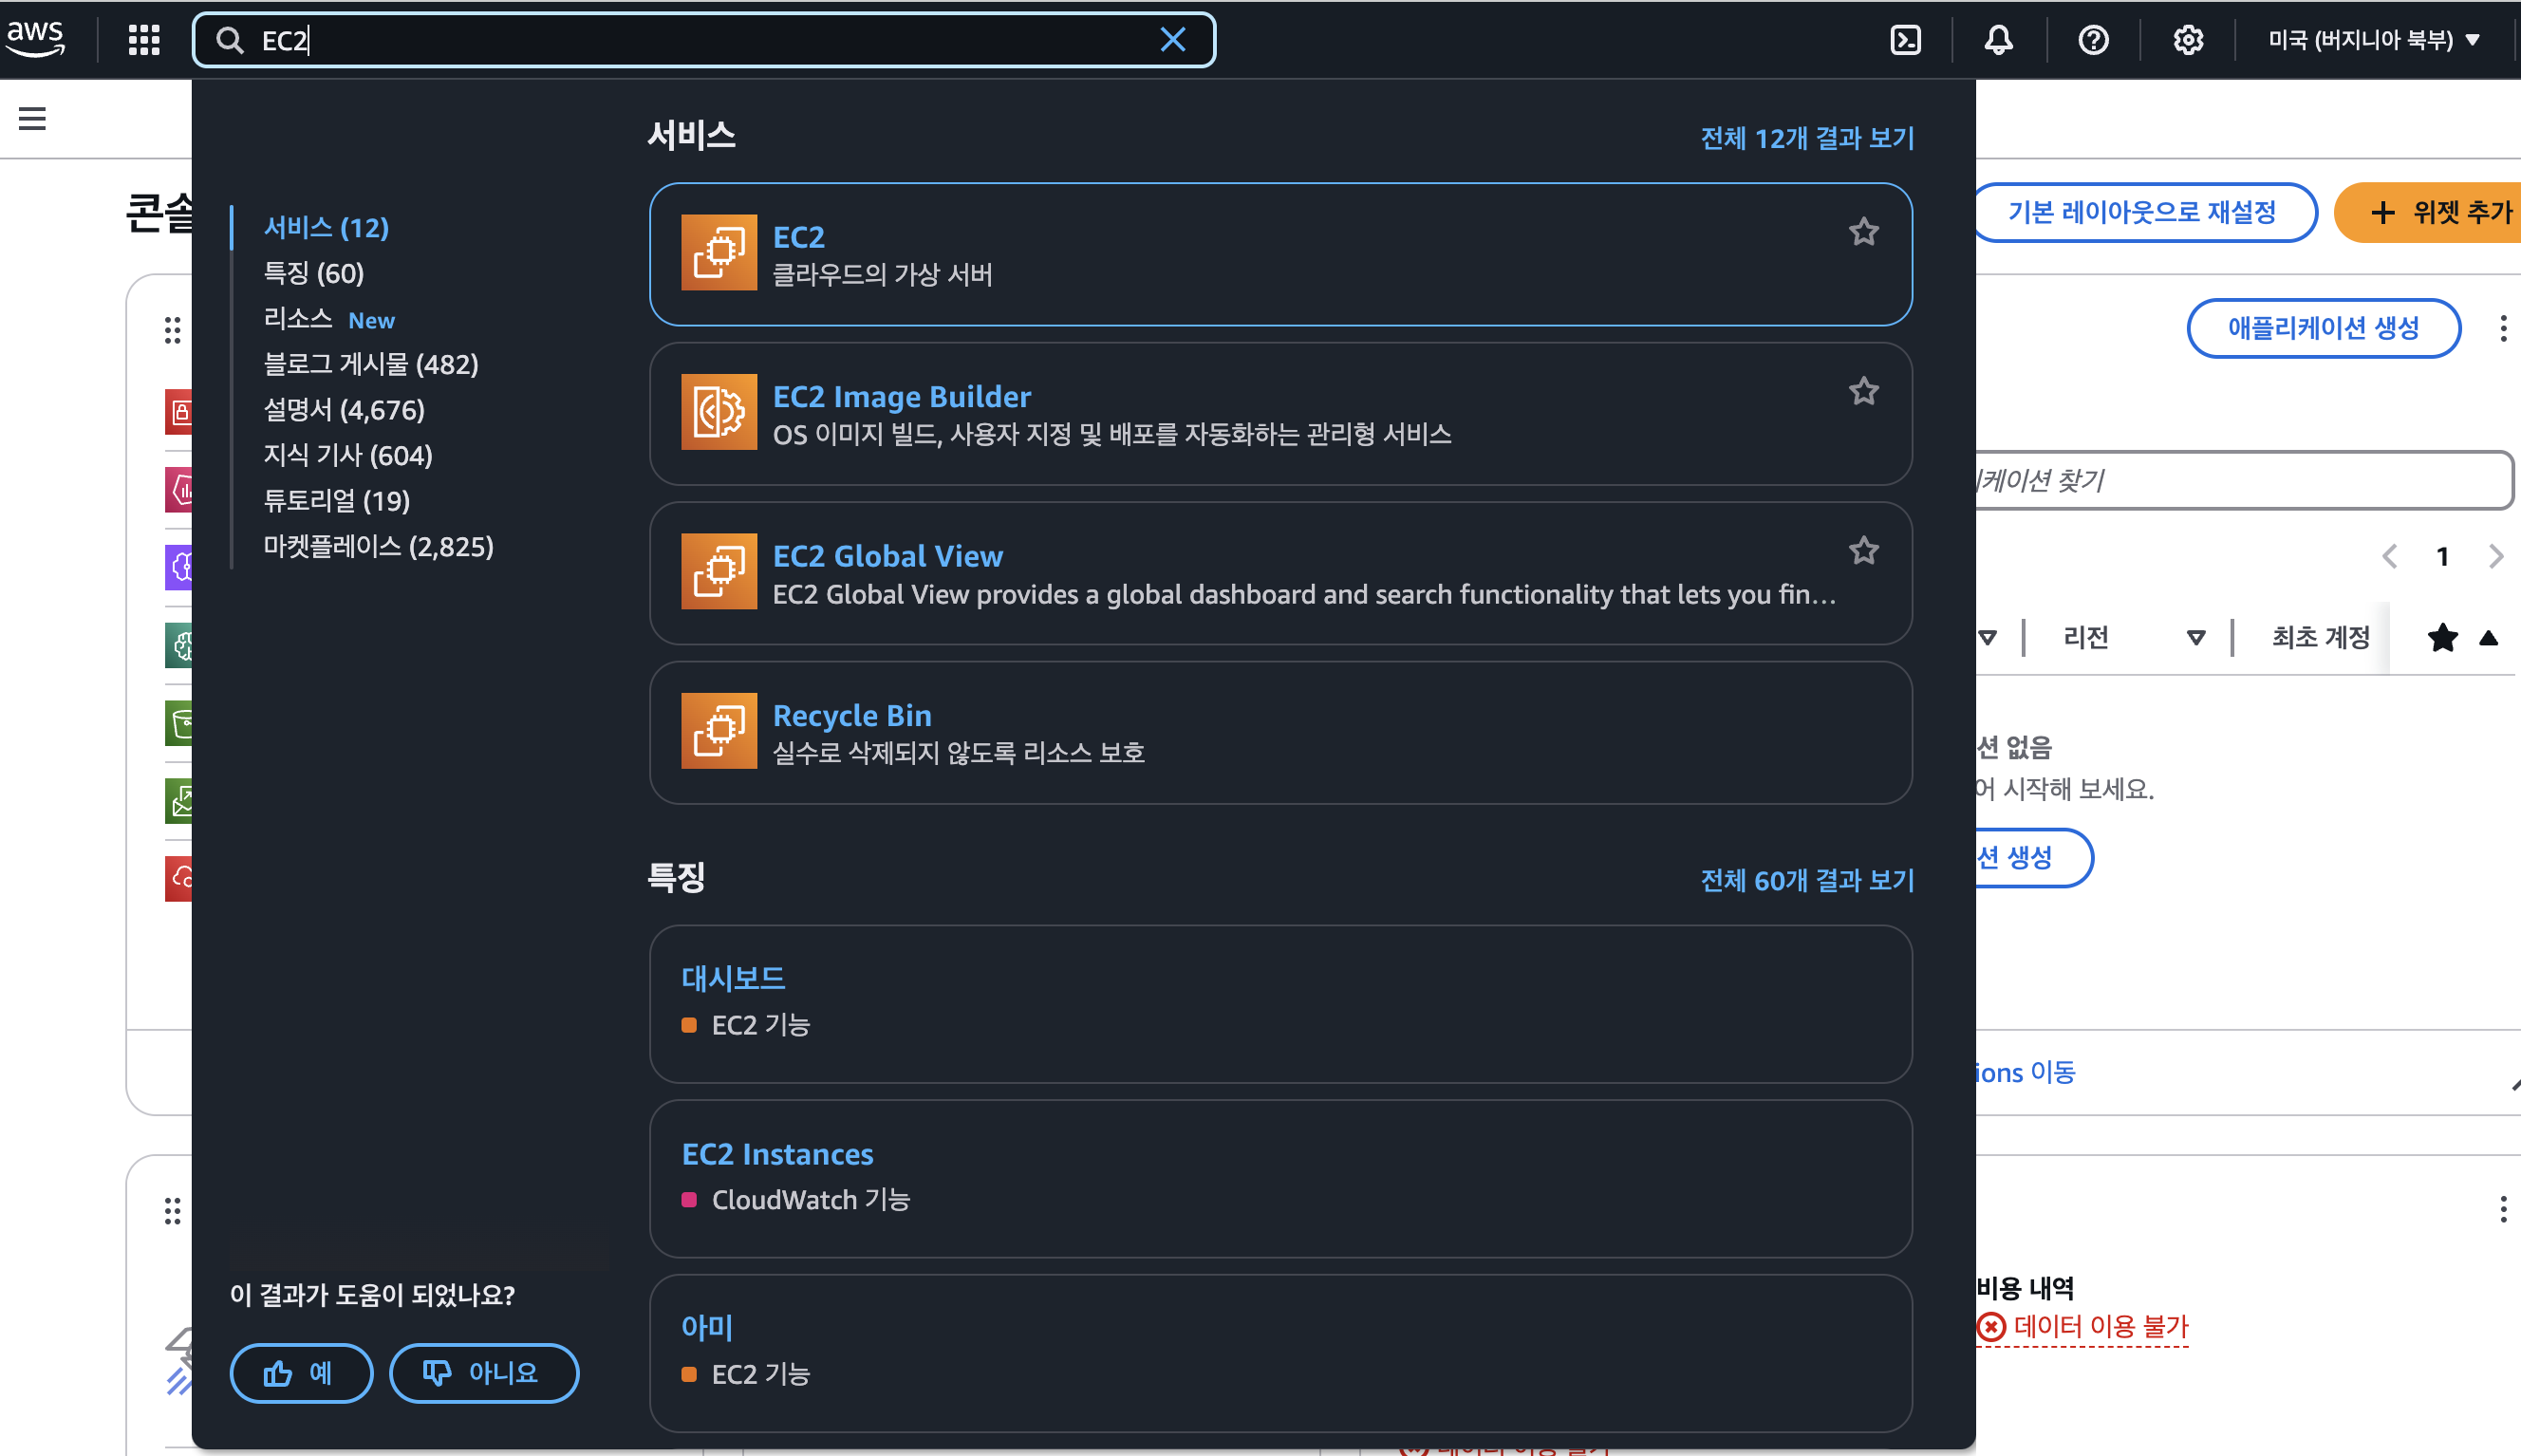 aws
EC2
미국 (버지니아 북부)
콘솔
기본 레이아웃으로 재설정
위젯 추가
애플리케이션 생성
케이션 찾기
1
리전
최초 계정
션 없음
어 시작해 보세요.
션 생성
ions 이동
비용 내역
데이터 이용 불가
서비스 (12)
특징 (60)
리소스 New
블로그 게시물 (482)
설명서 (4,676)
지식 기사 (604)
튜토리얼 (19)
마켓플레이스 (2,825)
이 결과가 도움이 되었나요?
예
아니요
서비스
전체 12개 결과 보기
EC2
클라우드의 가상 서버
EC2 Image Builder
OS 이미지 빌드, 사용자 지정 및 배포를 자동화하는 관리형 서비스
EC2 Global View
EC2 Global View provides a global dashboard and search functionality that lets you fin...
Recycle Bin
실수로 삭제되지 않도록 리소스 보호
특징
전체 60개 결과 보기
대시보드
EC2 기능
EC2 Instances
CloudWatch 기능
아미
EC2 기능